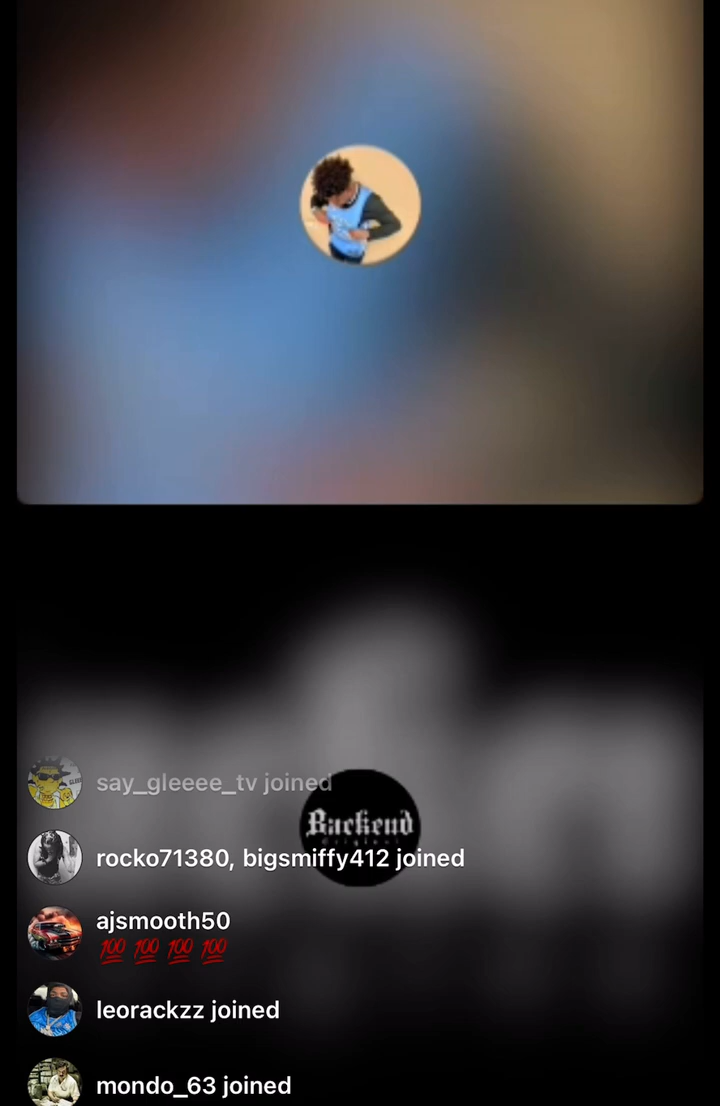 say_gleeee_tv joined
Backend
rocko71380, bigsmiffy412 joined
ajsmooth50
💯 💯 💯 💯
leorackzz joined
mondo_63 joined